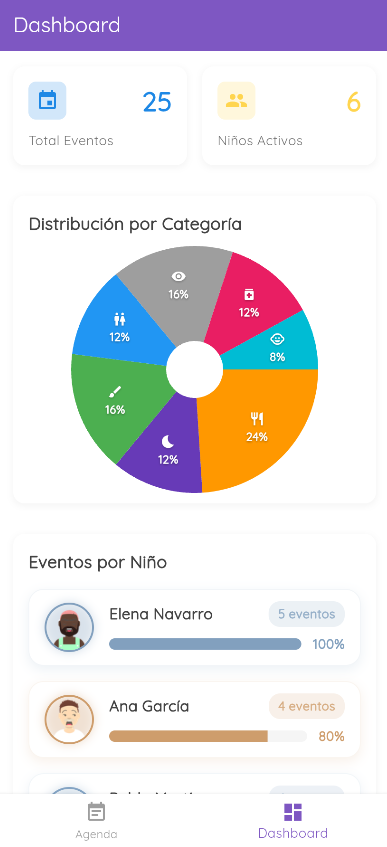 Dashboard
25
6
Total Eventos
Niños Activos
Distribución por Categoría
16%
12%
12%
8%
16%
24%
12%
Eventos por Niño
Elena Navarro
5 eventos
100%
Ana García
4 eventos
80%
Agenda
Dashboard